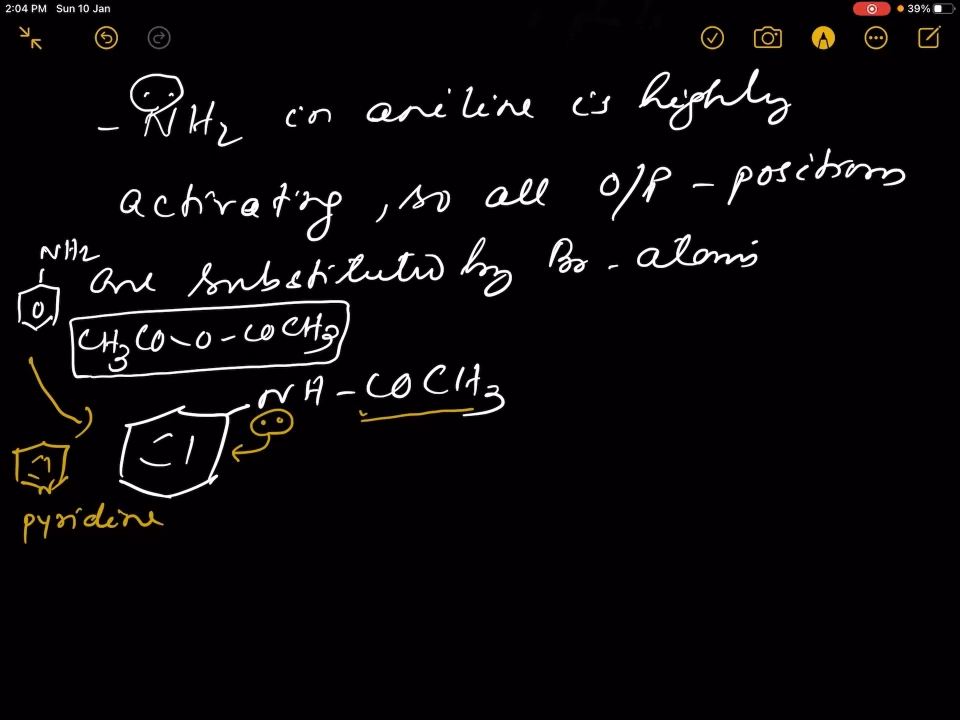 2:04 PM Sun 10 Jan 39%
- NH2 in aniline is highly
activating, so all O/P - positions
NH2
are substituted by Br - atoms
CH3CO-O-COCH3
NH-COCH3
N
pyridine